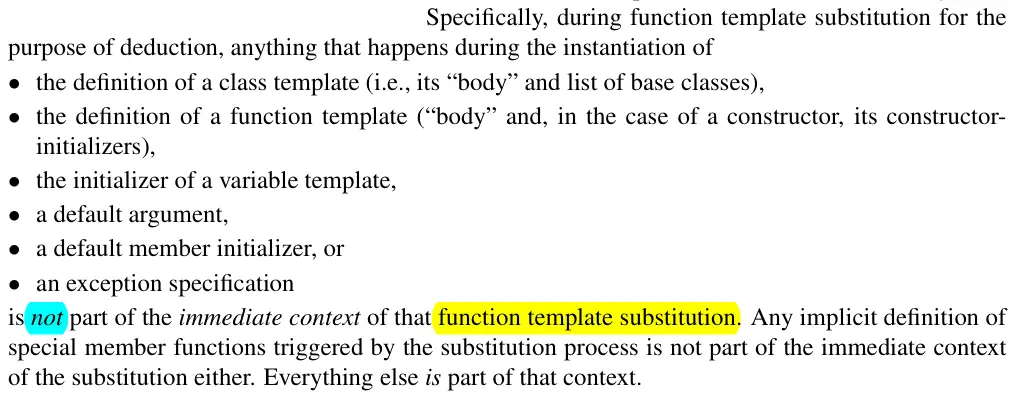 Specifically, during function template substitution for the
purpose of deduction, anything that happens during the instantiation of
• the definition of a class template (i.e., its “body” and list of base classes),
• the definition of a function template (“body” and, in the case of a constructor, its constructor-
initializers),
• the initializer of a variable template,
• a default argument,
• a default member initializer, or
• an exception specification
is not part of the immediate context of that function template substitution. Any implicit definition of
special member functions triggered by the substitution process is not part of the immediate context
of the substitution either. Everything else is part of that context.